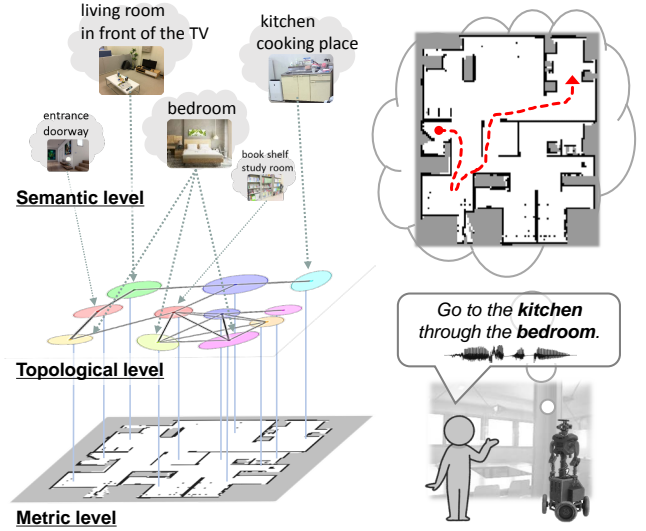 living room
in front of the TV
kitchen
cooking place
entrance
doorway
bedroom
book shelf
study room
Semantic level
Topological level
Metric level
Go to the kitchen
through the bedroom.